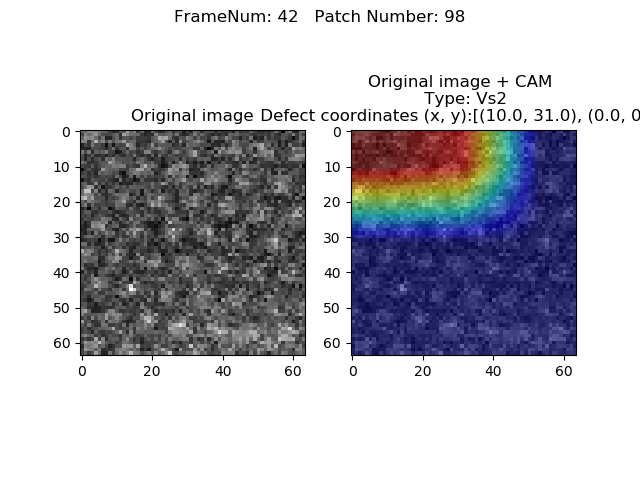 FrameNum: 42   Patch Number: 98
Original image
Original image + CAM
Type: Vs2
Defect coordinates (x, y):[(10.0, 31.0), (0.0, 0
0
10
20
30
40
50
60
0 20 40 60
0
10
20
30
40
50
60
0 20 40 60